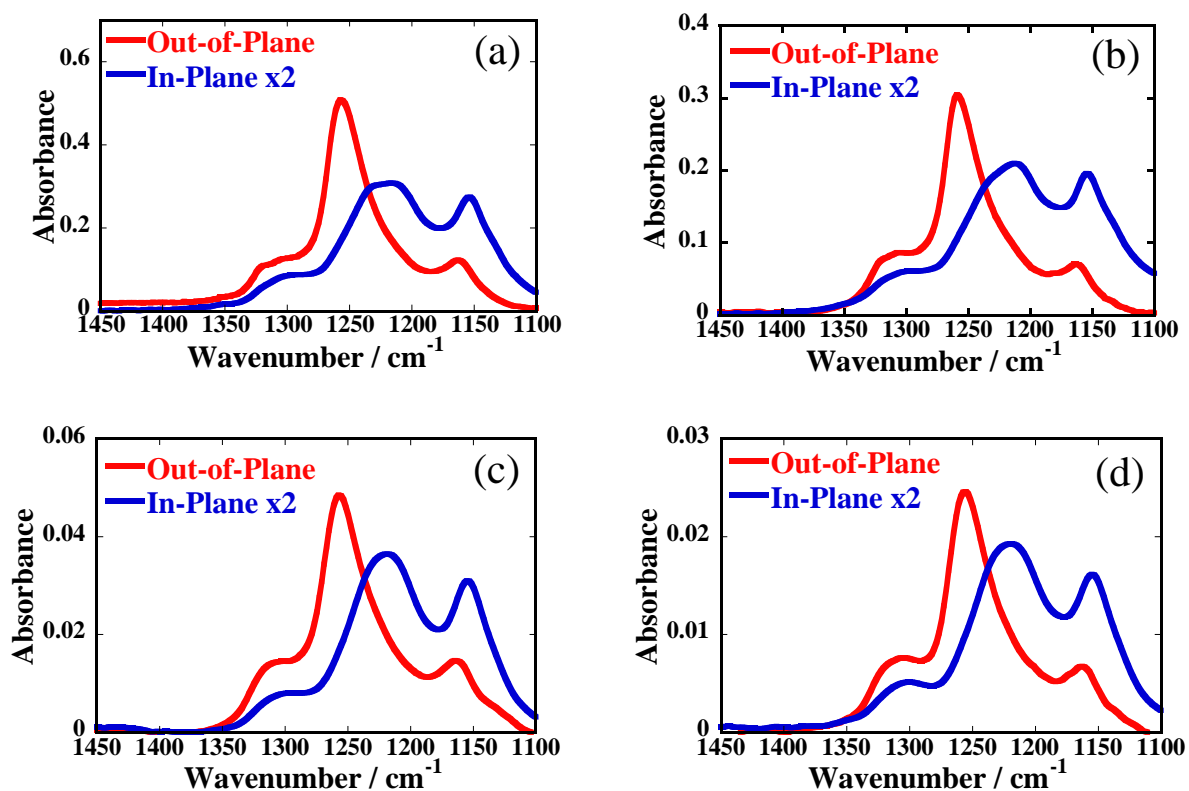 (a)
Out-of-Plane
In-Plane x2
Absorbance
0.6
0.4
0.2
0
1450 1400 1350 1300 1250 1200 1150 1100
Wavenumber / cm-1
(b)
Out-of-Plane
In-Plane x2
Absorbance
0.4
0.3
0.2
0.1
0
1450 1400 1350 1300 1250 1200 1150 1100
Wavenumber / cm-1
(c)
Out-of-Plane
In-Plane x2
Absorbance
0.06
0.04
0.02
0
1450 1400 1350 1300 1250 1200 1150 1100
Wavenumber / cm-1
(d)
Out-of-Plane
In-Plane x2
Absorbance
0.03
0.02
0.01
0
1450 1400 1350 1300 1250 1200 1150 1100
Wavenumber / cm-1